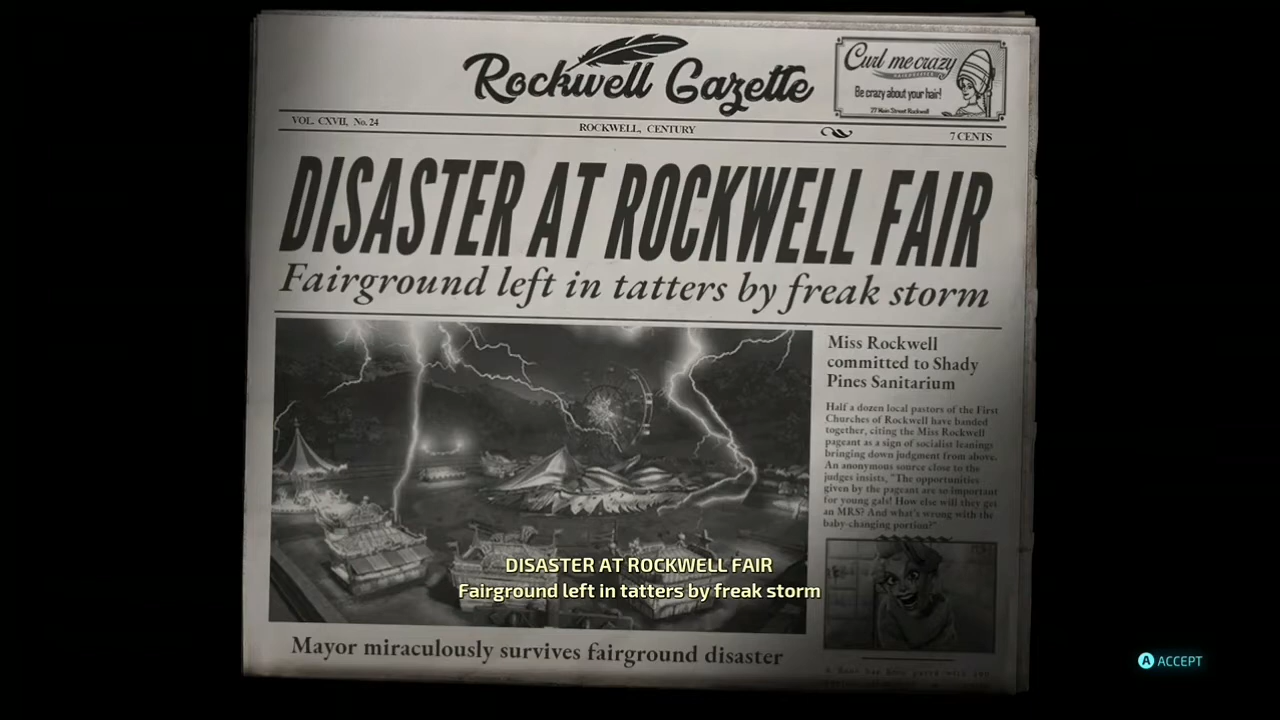 Rockwell Gazette
Curl me crazy
Be crazy about your hair!
27 Main Street Rockwell
VOL. CXVII, No. 24
ROCKWELL, CENTURY
7 CENTS
DISASTER AT ROCKWELL FAIR
Fairground left in tatters by freak storm
Miss Rockwell
committed to Shady
Pines Sanitarium
Half a dozen local pastors of the First
Churches of Rockwell have banded
together, citing the Miss Rockwell
pageant as a sign of socialist leanings
bringing down judgment from above.
An anonymous source close to the
judges insists, "The opportunities
given by the pageant are so important
for young gals! How else will they get
an MRS? And what's wrong with the
baby-changing portion?"
DISASTER AT ROCKWELL FAIR
Fairground left in tatters by freak storm
Mayor miraculously survives fairground disaster
A ACCEPT